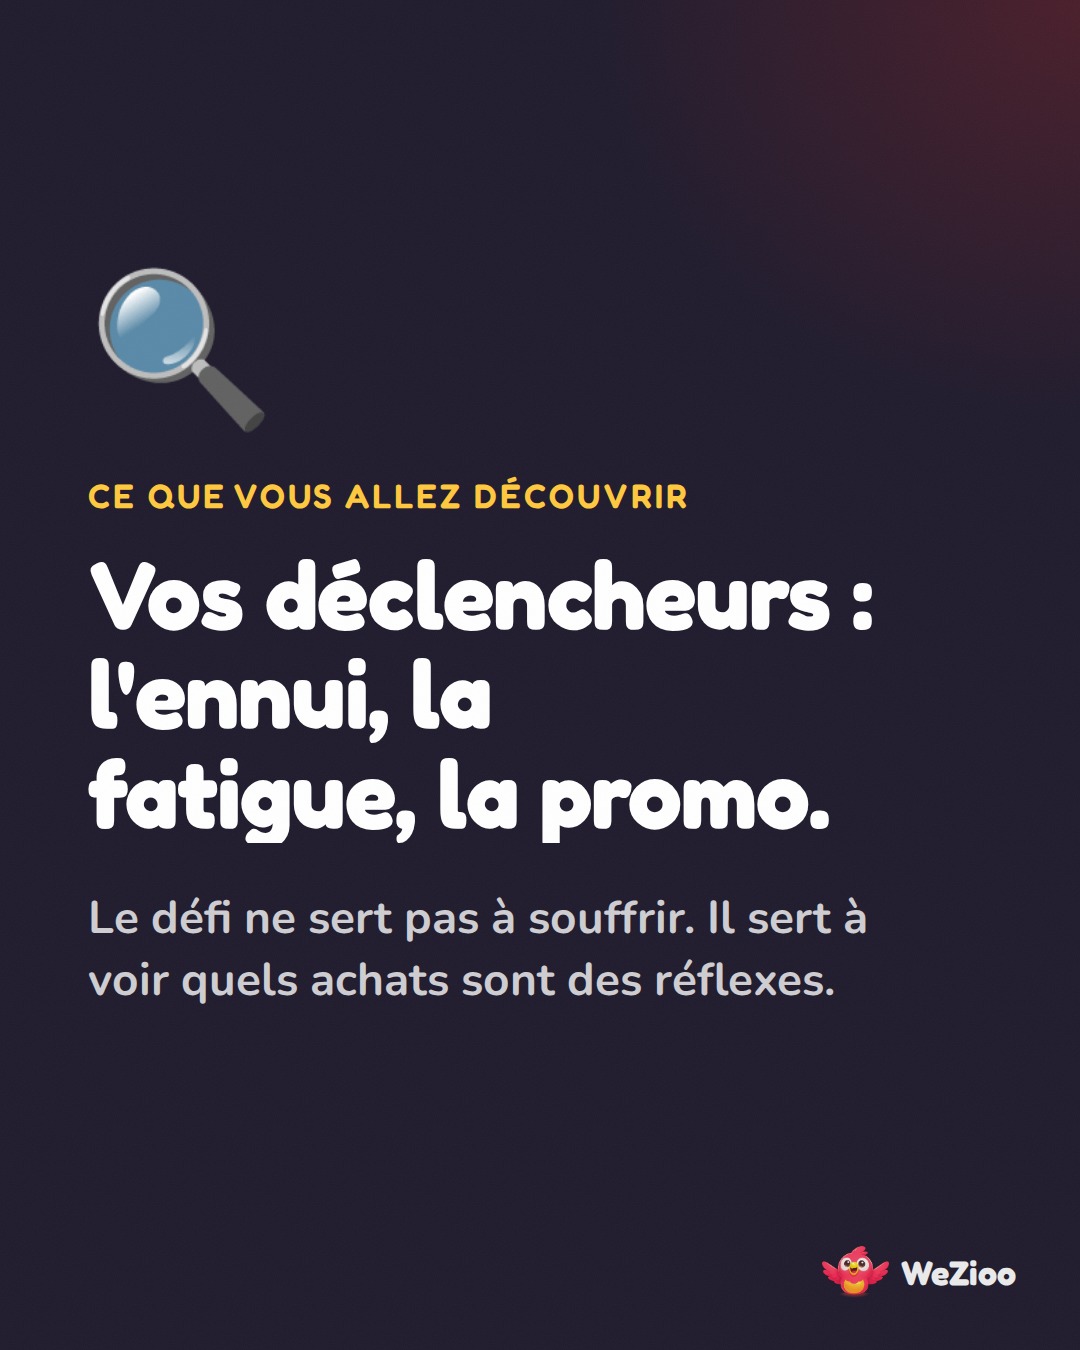 CE QUE VOUS ALLEZ DÉCOUVRIR
Vos déclencheurs :
l'ennui, la
fatigue, la promo.
Le défi ne sert pas à souffrir. Il sert à
voir quels achats sont des réflexes.
WeZioo